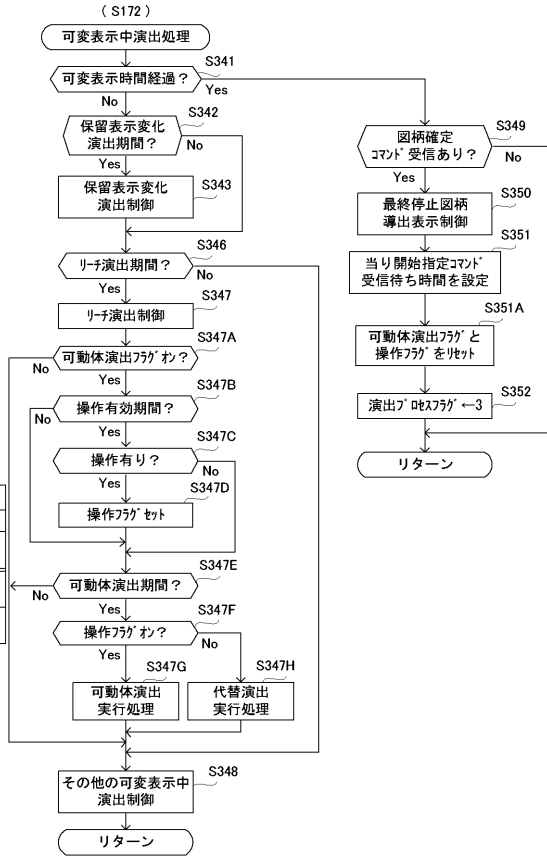 (S172)
可変表示中演出処理
可変表示時間経過？
S341
Yes
No
保留表示変化
演出期間？
S342
No
Yes
保留表示変化
演出制御
S343
ﾘｰﾁ演出期間？
S346
No
Yes
ﾘｰﾁ演出制御
S347
可動体演出ﾌﾗｸﾞｵﾝ？
S347A
No
Yes
操作有効期間？
S347B
No
Yes
操作有り？
S347C
No
Yes
操作ﾌﾗｸﾞｾｯﾄ
S347D
可動体演出期間？
S347E
No
Yes
操作ﾌﾗｸﾞｵﾝ？
S347F
No
Yes
可動体演出
実行処理
S347G
代替演出
実行処理
S347H
その他の可変表示中
演出制御
S348
リターン
図柄確定
ｺﾏﾝﾄﾞ受信あり？
S349
No
Yes
最終停止図柄
導出表示制御
S350
当り開始指定ｺﾏﾝﾄﾞ
受信待ち時間を設定
S351
可動体演出ﾌﾗｸﾞと
操作ﾌﾗｸﾞをﾘｾｯﾄ
S351A
演出ﾌﾟﾛｾｽﾌﾗｸﾞ←3
S352
リターン